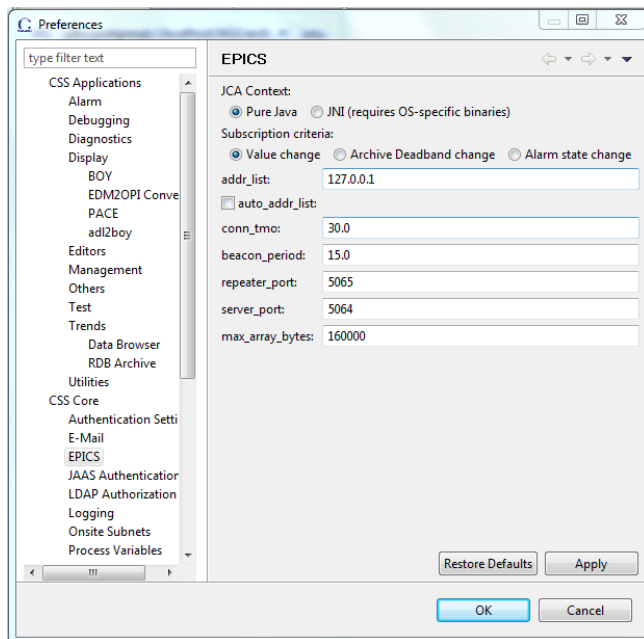 Preferences
type filter text
CSS Applications
Alarm
Debugging
Diagnostics
Display
BOY
EDM2OPI Conve
PACE
adl2boy
Editors
Management
Others
Test
Trends
Data Browser
RDB Archive
Utilities
CSS Core
Authentication Setti
E-Mail
EPICS
JAAS Authentication
LDAP Authorization
Logging
Onsite Subnets
Process Variables
EPICS
JCA Context:
Pure Java JNI (requires OS-specific binaries)
Subscription criteria:
Value change Archive Deadband change Alarm state change
addr_list: 127.0.0.1
auto_addr_list:
conn_tmo: 30.0
beacon_period: 15.0
repeater_port: 5065
server_port: 5064
max_array_bytes: 160000
Restore Defaults Apply
OK Cancel